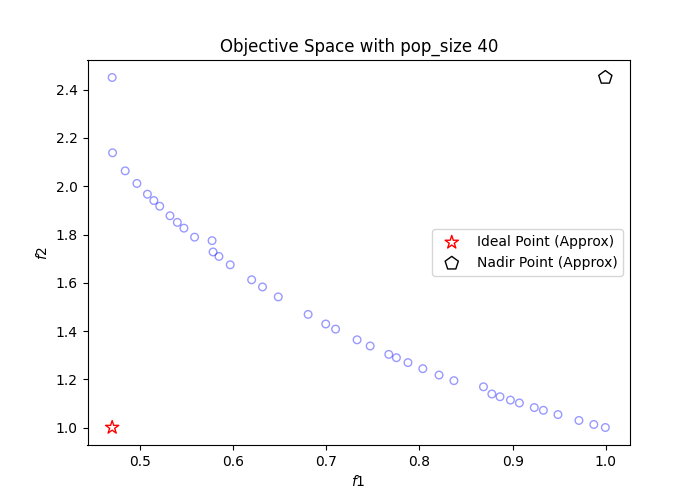 Objective Space with pop_size 40
2.4
2.2
2.0
1.8
1.6
1.4
1.2
1.0
f2
Ideal Point (Approx)
Nadir Point (Approx)
0.5 0.6 0.7 0.8 0.9 1.0
f1